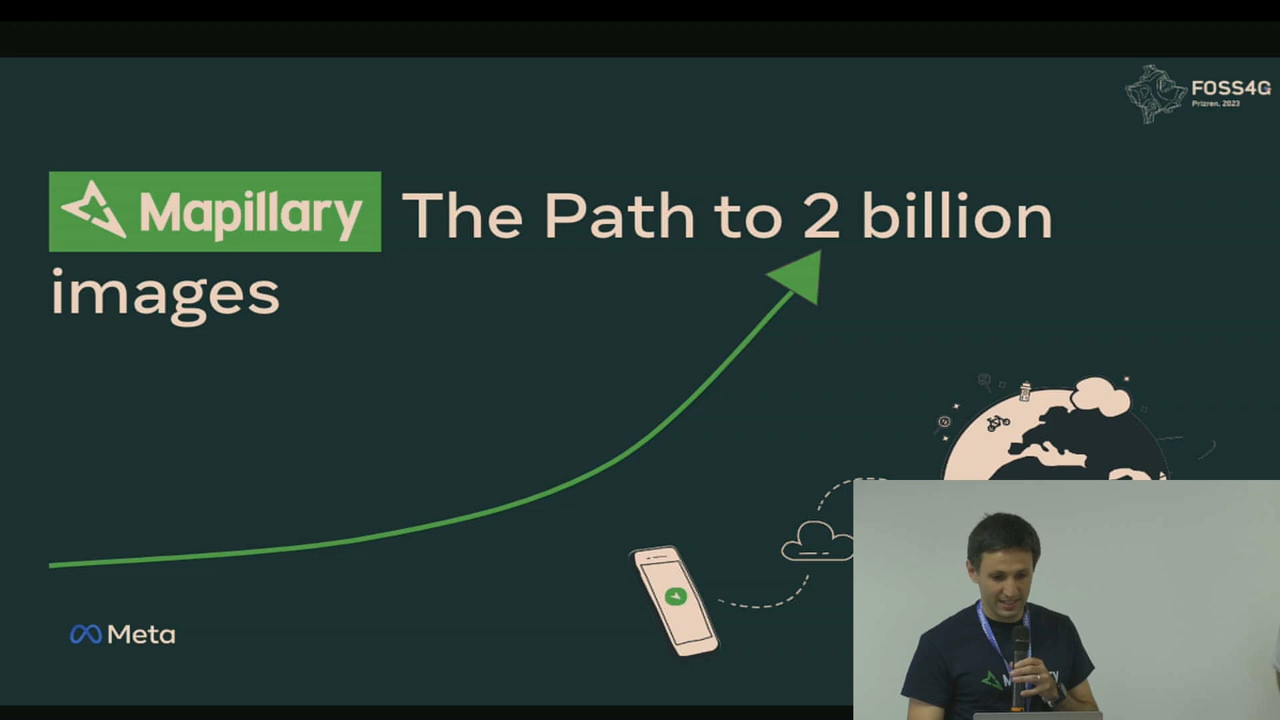 FOSS4G
Prizren, 2023
Mapillary The Path to 2 billion
images
Meta